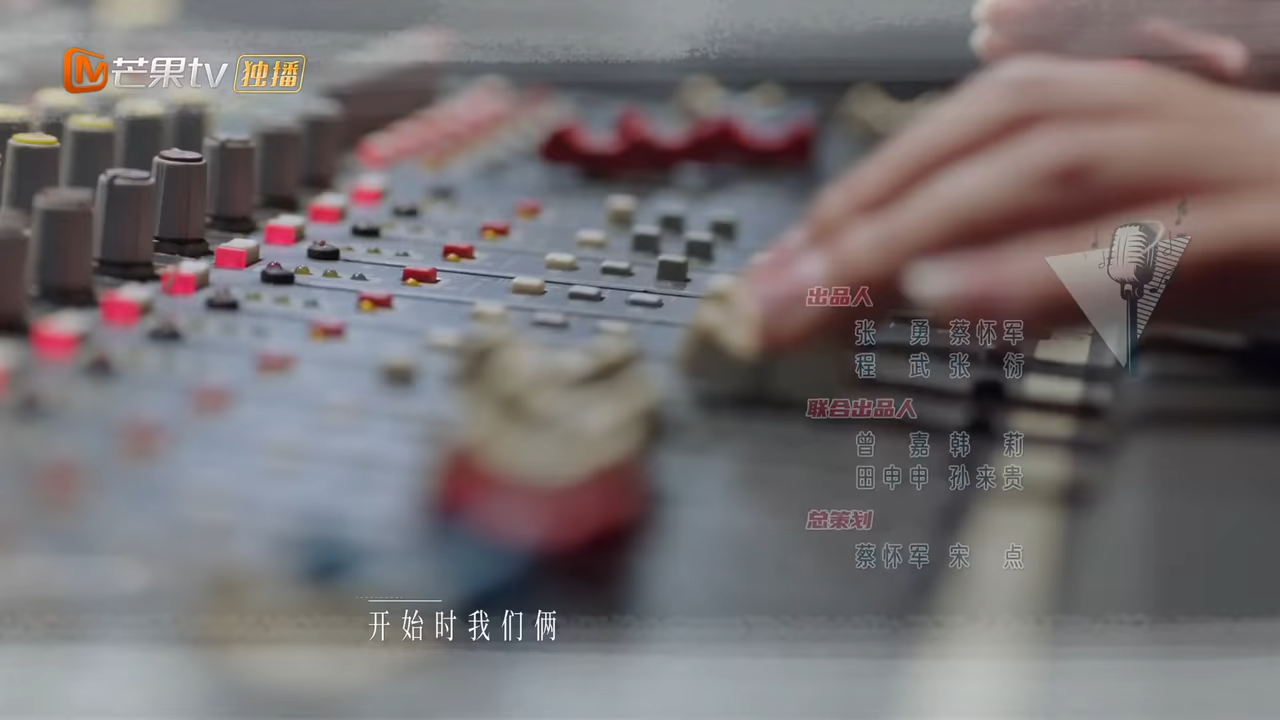 芒果tv 独播
出品人
张 勇 蔡怀军
程 武 张 衍
联合出品人
曾 嘉 韩 莉
田申申 孙来贵
总策划
蔡怀军 宋 点
开始时我们俩